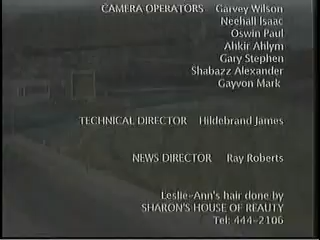 CAMERA OPERATORS Garvey Wilson
Neehall Isaac
Oswin Paul
Ahkir Ahlym
Gary Stephen
Shabazz Alexander
Gayvon Mark
TECHNICAL DIRECTOR Hildebrand James
NEWS DIRECTOR Ray Roberts
Leslie-Ann's hair done by
SHARON'S HOUSE OF REAUTY
Tel: 444-2106